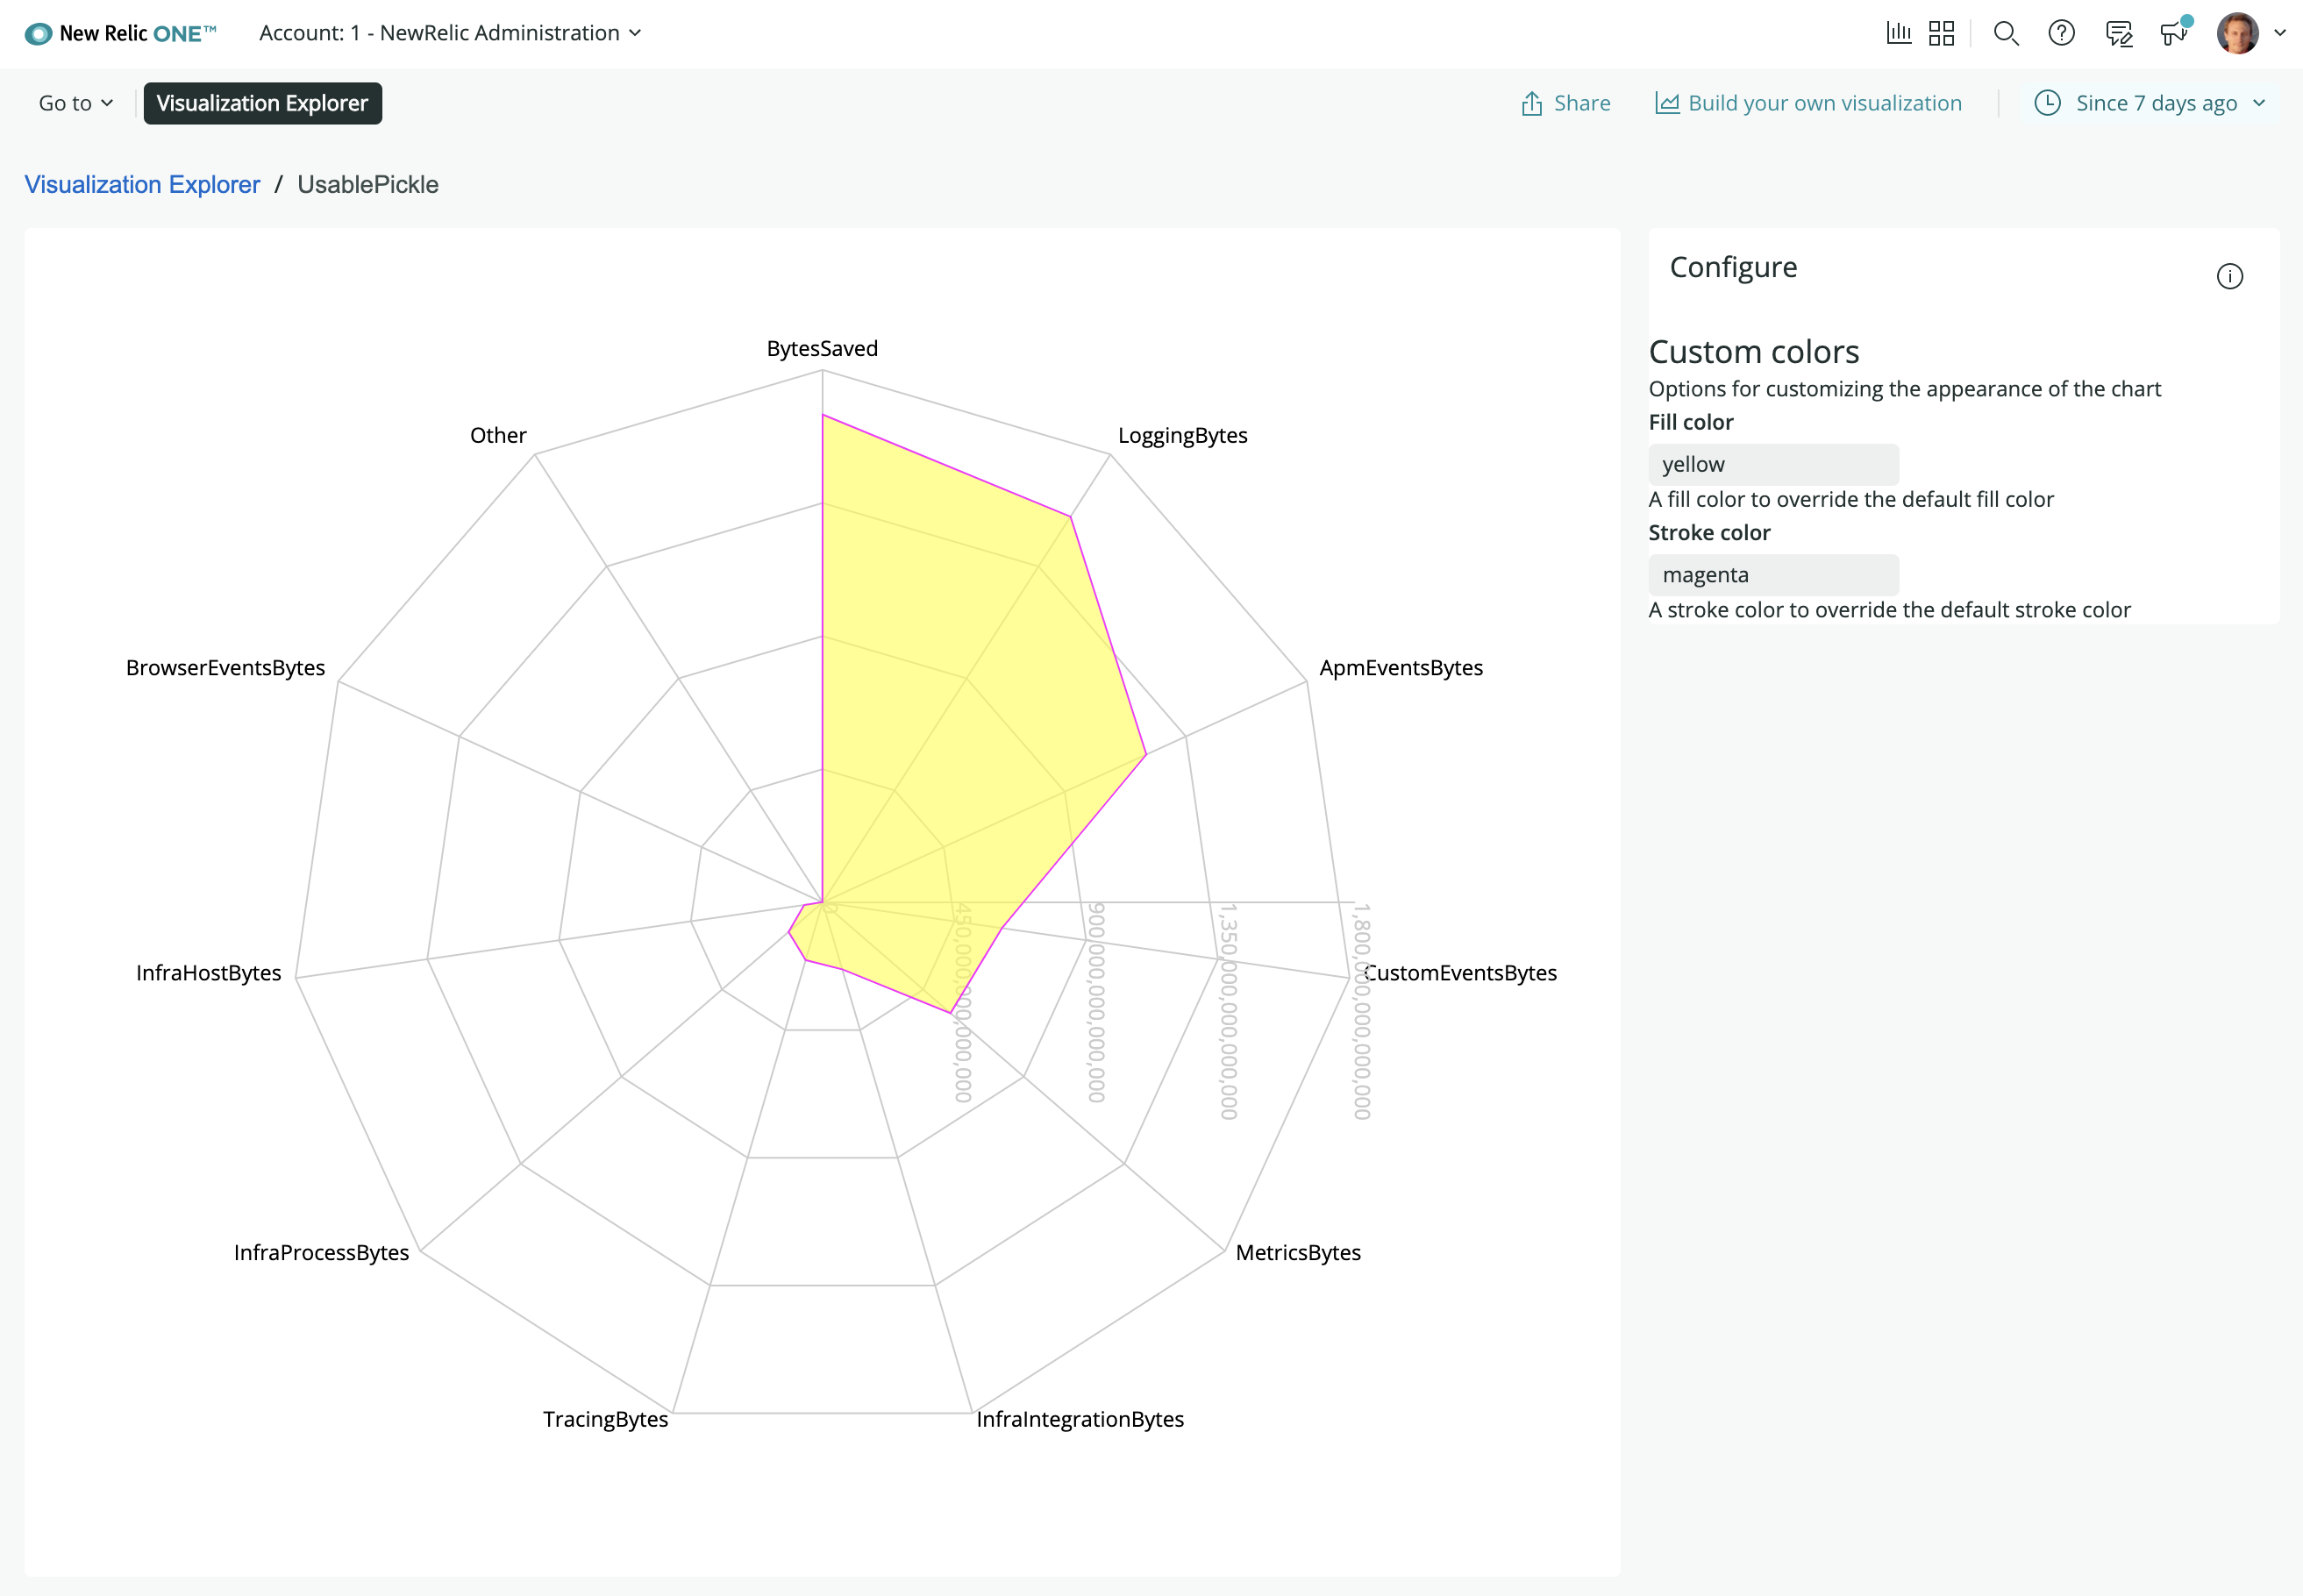 New Relic ONE™
Account: 1 - NewRelic Administration
Go to
Visualization Explorer
Share
Build your own visualization
Since 7 days ago
Visualization Explorer / UsablePickle
BytesSaved
LoggingBytes
ApmEventsBytes
CustomEventsBytes
MetricsBytes
InfraIntegrationBytes
TracingBytes
InfraProcessBytes
InfraHostBytes
BrowserEventsBytes
Other
0
450,000,000,000,000
900,000,000,000,000
1,350,000,000,000,000
1,800,000,000,000,000
Configure
Custom colors
Options for customizing the appearance of the chart
Fill color
yellow
A fill color to override the default fill color
Stroke color
magenta
A stroke color to override the default stroke color